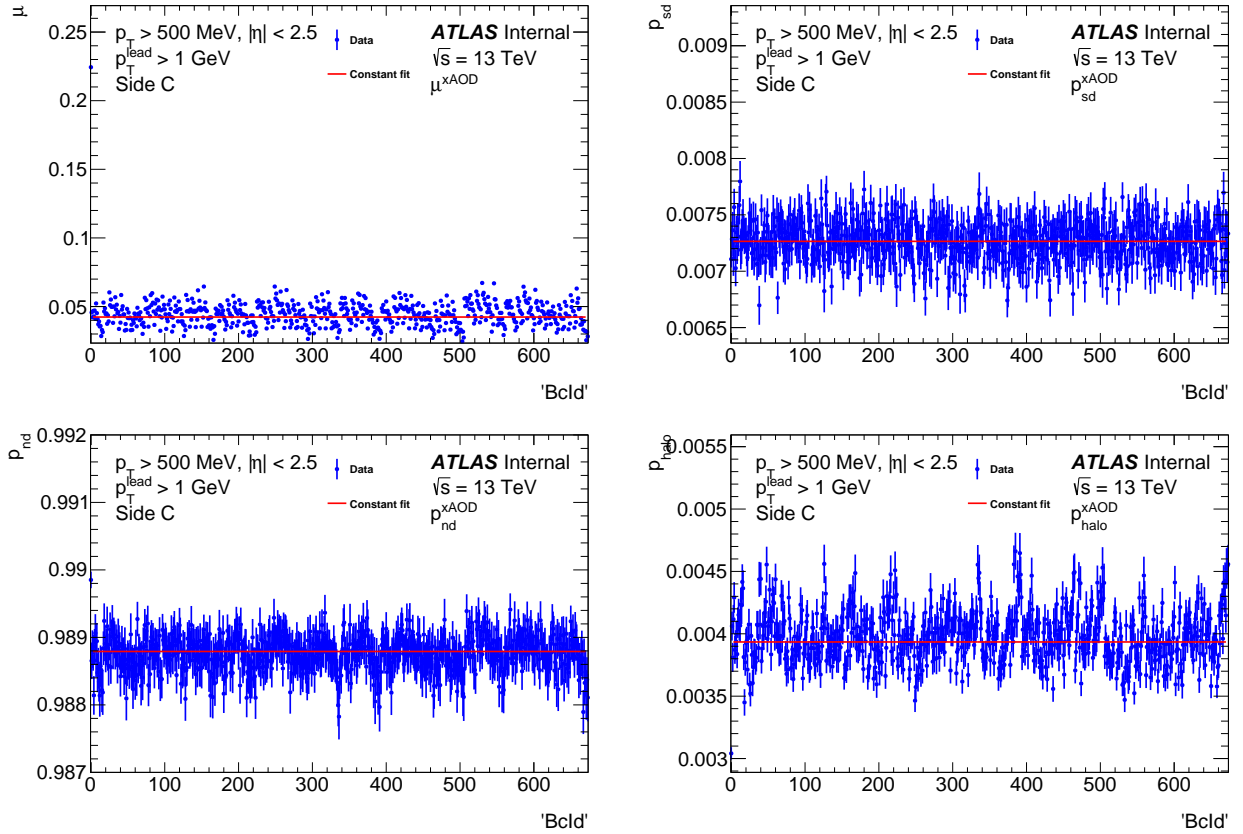 μ
0.25
0.2
0.15
0.1
0.05
0 100 200 300 400 500 600
'BcId'
p_T > 500 MeV, |η| < 2.5
p_T^lead > 1 GeV
Side C
Data
Constant fit
ATLAS Internal
√s = 13 TeV
μ^xAOD
p_sd
0.009
0.0085
0.008
0.0075
0.007
0.0065
0 100 200 300 400 500 600
'BcId'
p_T > 500 MeV, |η| < 2.5
p_T^lead > 1 GeV
Side C
Data
Constant fit
ATLAS Internal
√s = 13 TeV
p_sd^xAOD
p_nd
0.992
0.991
0.99
0.989
0.988
0.987
0 100 200 300 400 500 600
'BcId'
p_T > 500 MeV, |η| < 2.5
p_T^lead > 1 GeV
Side C
Data
Constant fit
ATLAS Internal
√s = 13 TeV
p_nd^xAOD
p_halo
0.0055
0.005
0.0045
0.004
0.0035
0.003
0 100 200 300 400 500 600
'BcId'
p_T > 500 MeV, |η| < 2.5
p_T^lead > 1 GeV
Side C
Data
Constant fit
ATLAS Internal
√s = 13 TeV
p_halo^xAOD